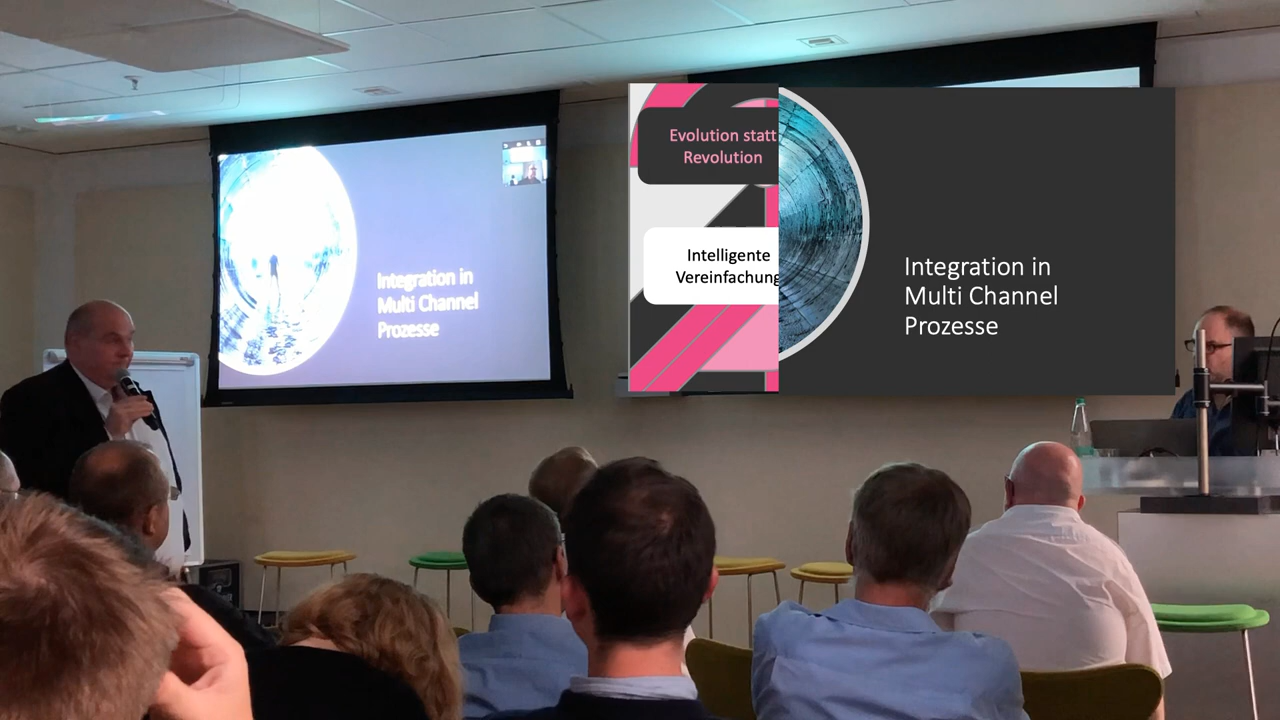 Integration in
Multi Channel
Prozesse
Evolution statt
Revolution
Intelligente
Vereinfachung
Integration in
Multi Channel
Prozesse